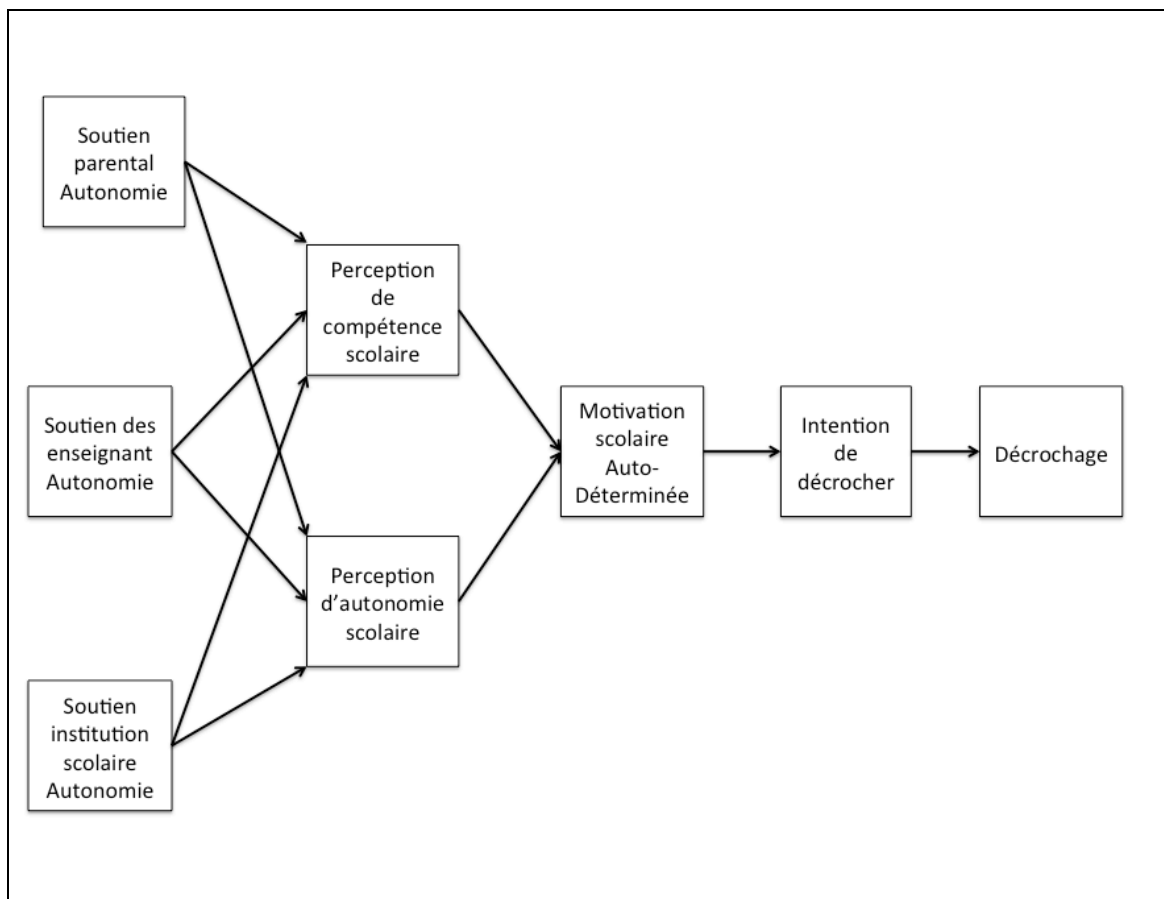 Soutien
parental
Autonomie
Perception
de
compétence
scolaire
Soutien des
enseignant
Autonomie
Motivation
scolaire
Auto-
Déterminée
Intention
de
décrocher
Décrochage
Perception
d'autonomie
scolaire
Soutien
institution
scolaire
Autonomie